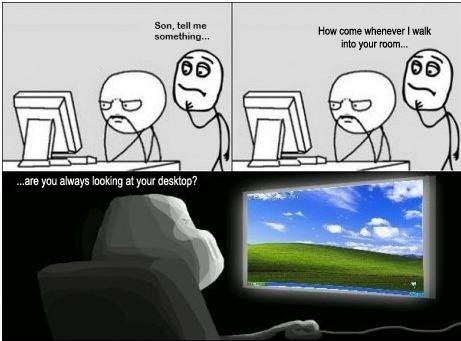 Son, tell me
something...
How come whenever I walk
into your room...
...are you always looking at your desktop?